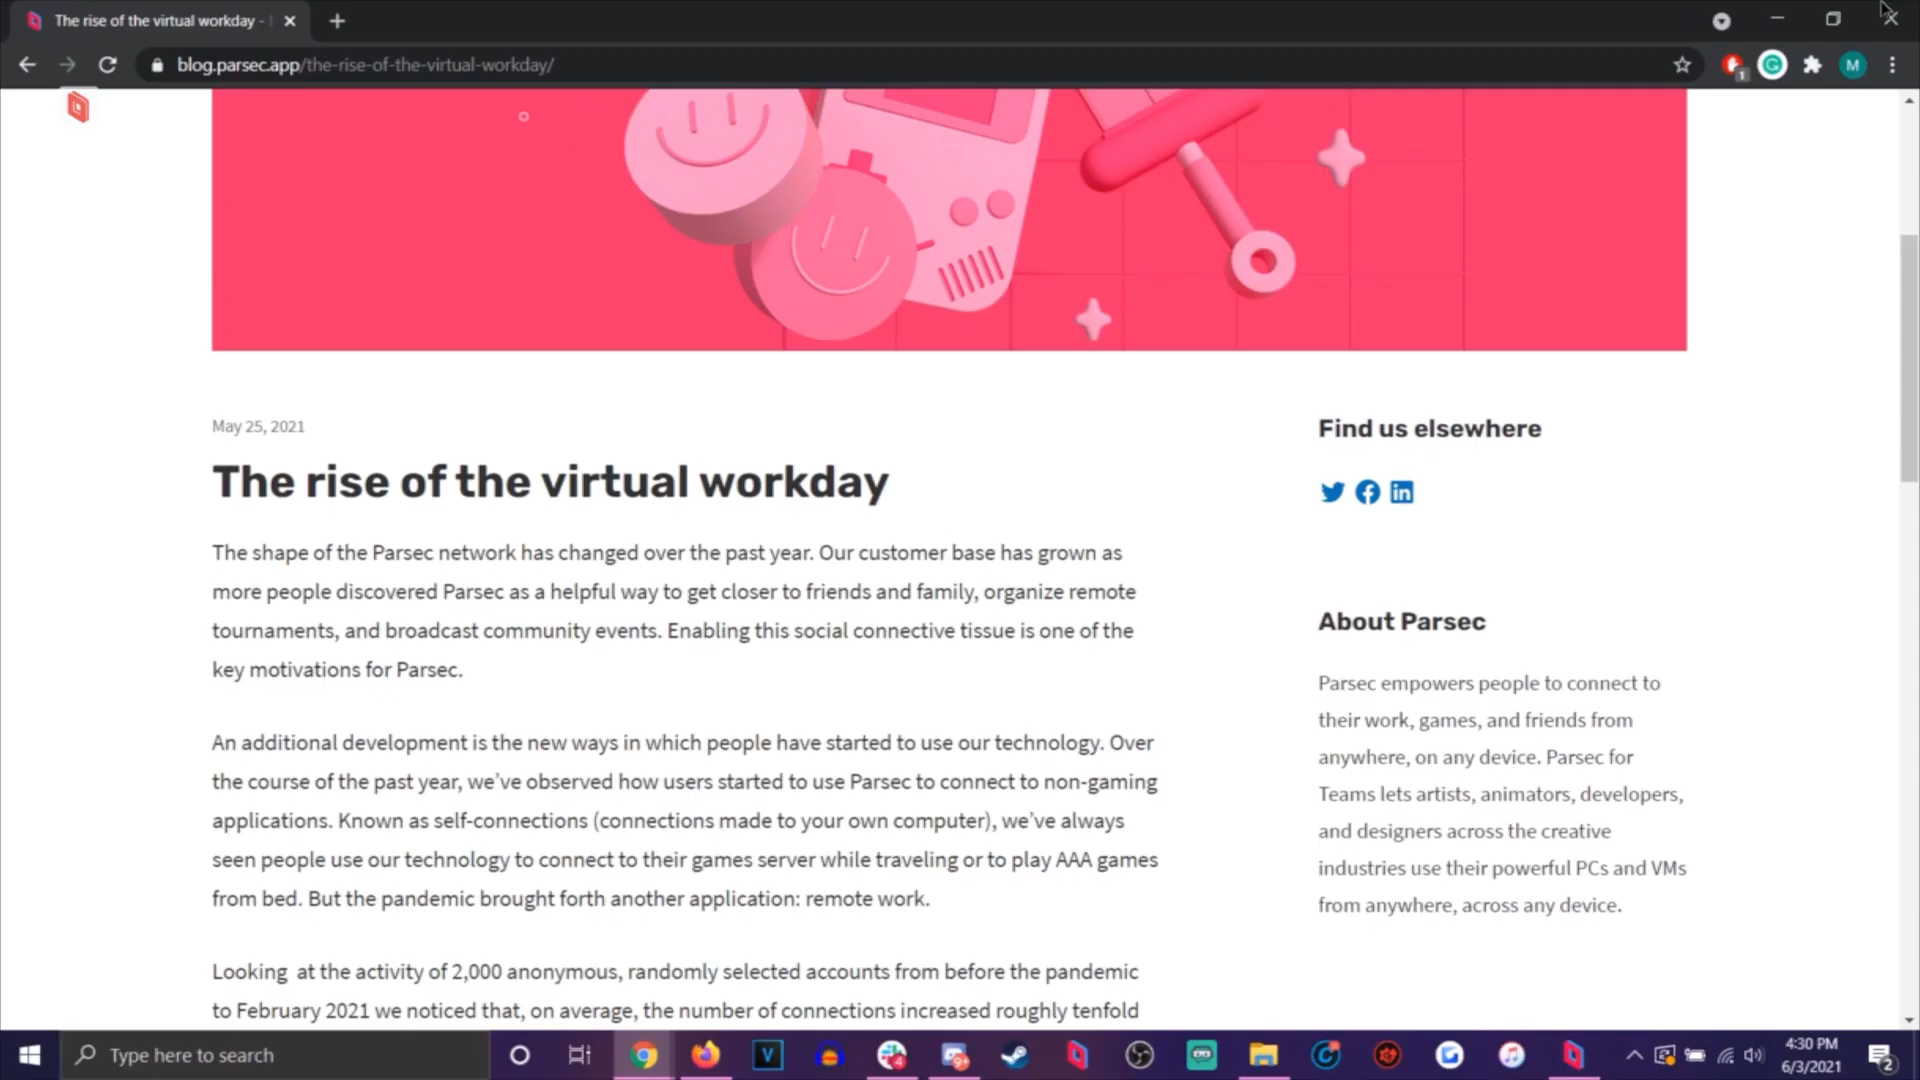 The rise of the virtual workday -
blog.parsec.app/the-rise-of-the-virtual-workday/
1
M
May 25, 2021
The rise of the virtual workday
The shape of the Parsec network has changed over the past year. Our customer base has grown as
more people discovered Parsec as a helpful way to get closer to friends and family, organize remote
tournaments, and broadcast community events. Enabling this social connective tissue is one of the
key motivations for Parsec.
An additional development is the new ways in which people have started to use our technology. Over
the course of the past year, we've observed how users started to use Parsec to connect to non-gaming
applications. Known as self-connections (connections made to your own computer), we've always
seen people use our technology to connect to their games server while traveling or to play AAA games
from bed. But the pandemic brought forth another application: remote work.
Looking at the activity of 2,000 anonymous, randomly selected accounts from before the pandemic
to February 2021 we noticed that, on average, the number of connections increased roughly tenfold
Find us elsewhere
About Parsec
Parsec empowers people to connect to
their work, games, and friends from
anywhere, on any device. Parsec for
Teams lets artists, animators, developers,
and designers across the creative
industries use their powerful PCs and VMs
from anywhere, across any device.
Type here to search
4:30 PM
6/3/2021
2